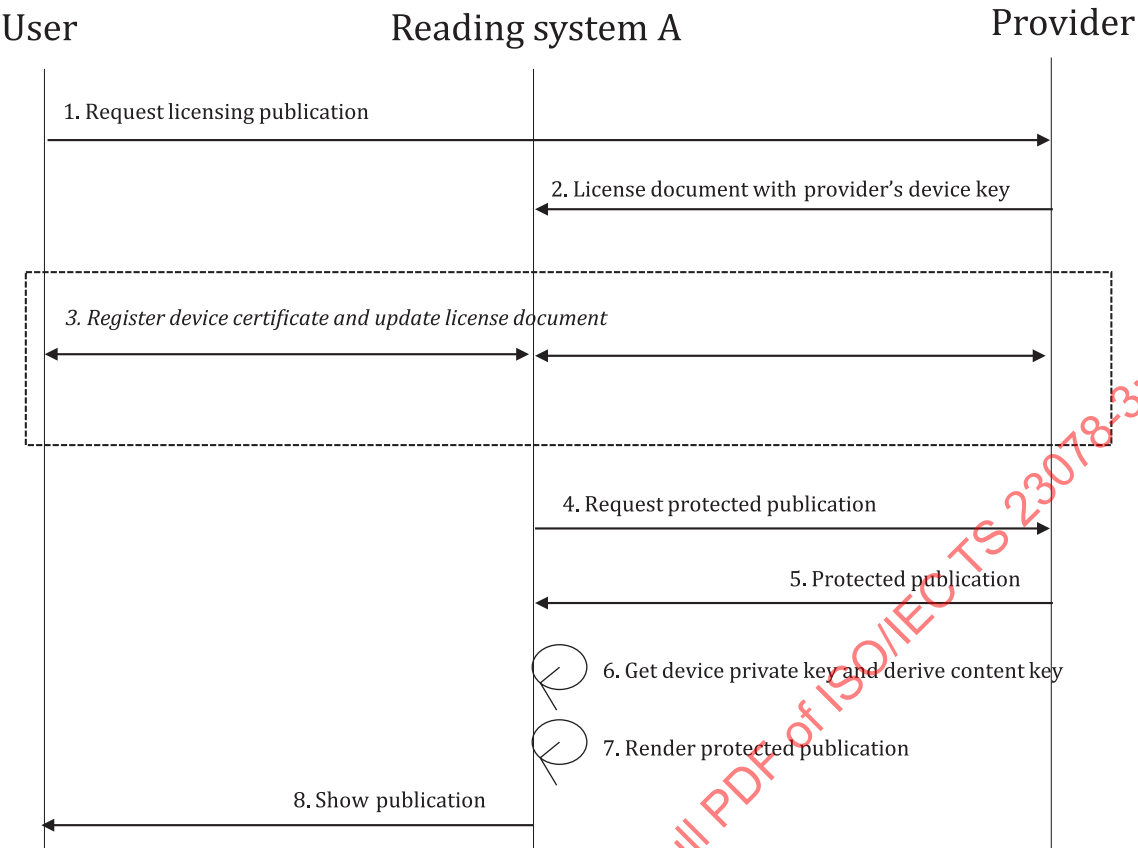 User
Reading system A
Provider
1. Request licensing publication
2. License document with provider’s device key
3. Register device certificate and update license document
4. Request protected publication
5. Protected publication
6. Get device private key and derive content key
7. Render protected publication
8. Show publication
ll PDF of ISO/IEC TS 23078-3